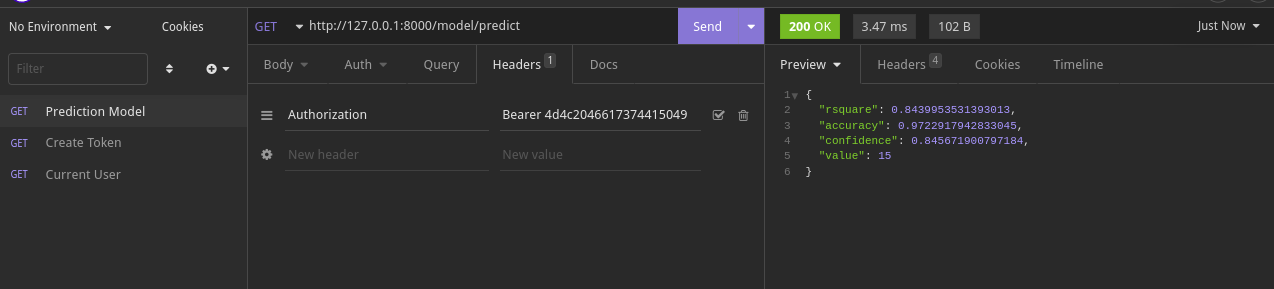 No Environment
Cookies
Filter
GET Prediction Model
GET Create Token
GET Current User
GET http://127.0.0.1:8000/model/predict Send
Body Auth Query Headers 1 Docs
Authorization Bearer 4d4c2046617374415049
New header New value
200 OK 3.47 ms 102 B Just Now
Preview Headers 4 Cookies Timeline
1 {
2 "rsquare": 0.8439953531393013,
3 "accuracy": 0.9722917942833045,
4 "confidence": 0.845671900797184,
5 "value": 15
6 }